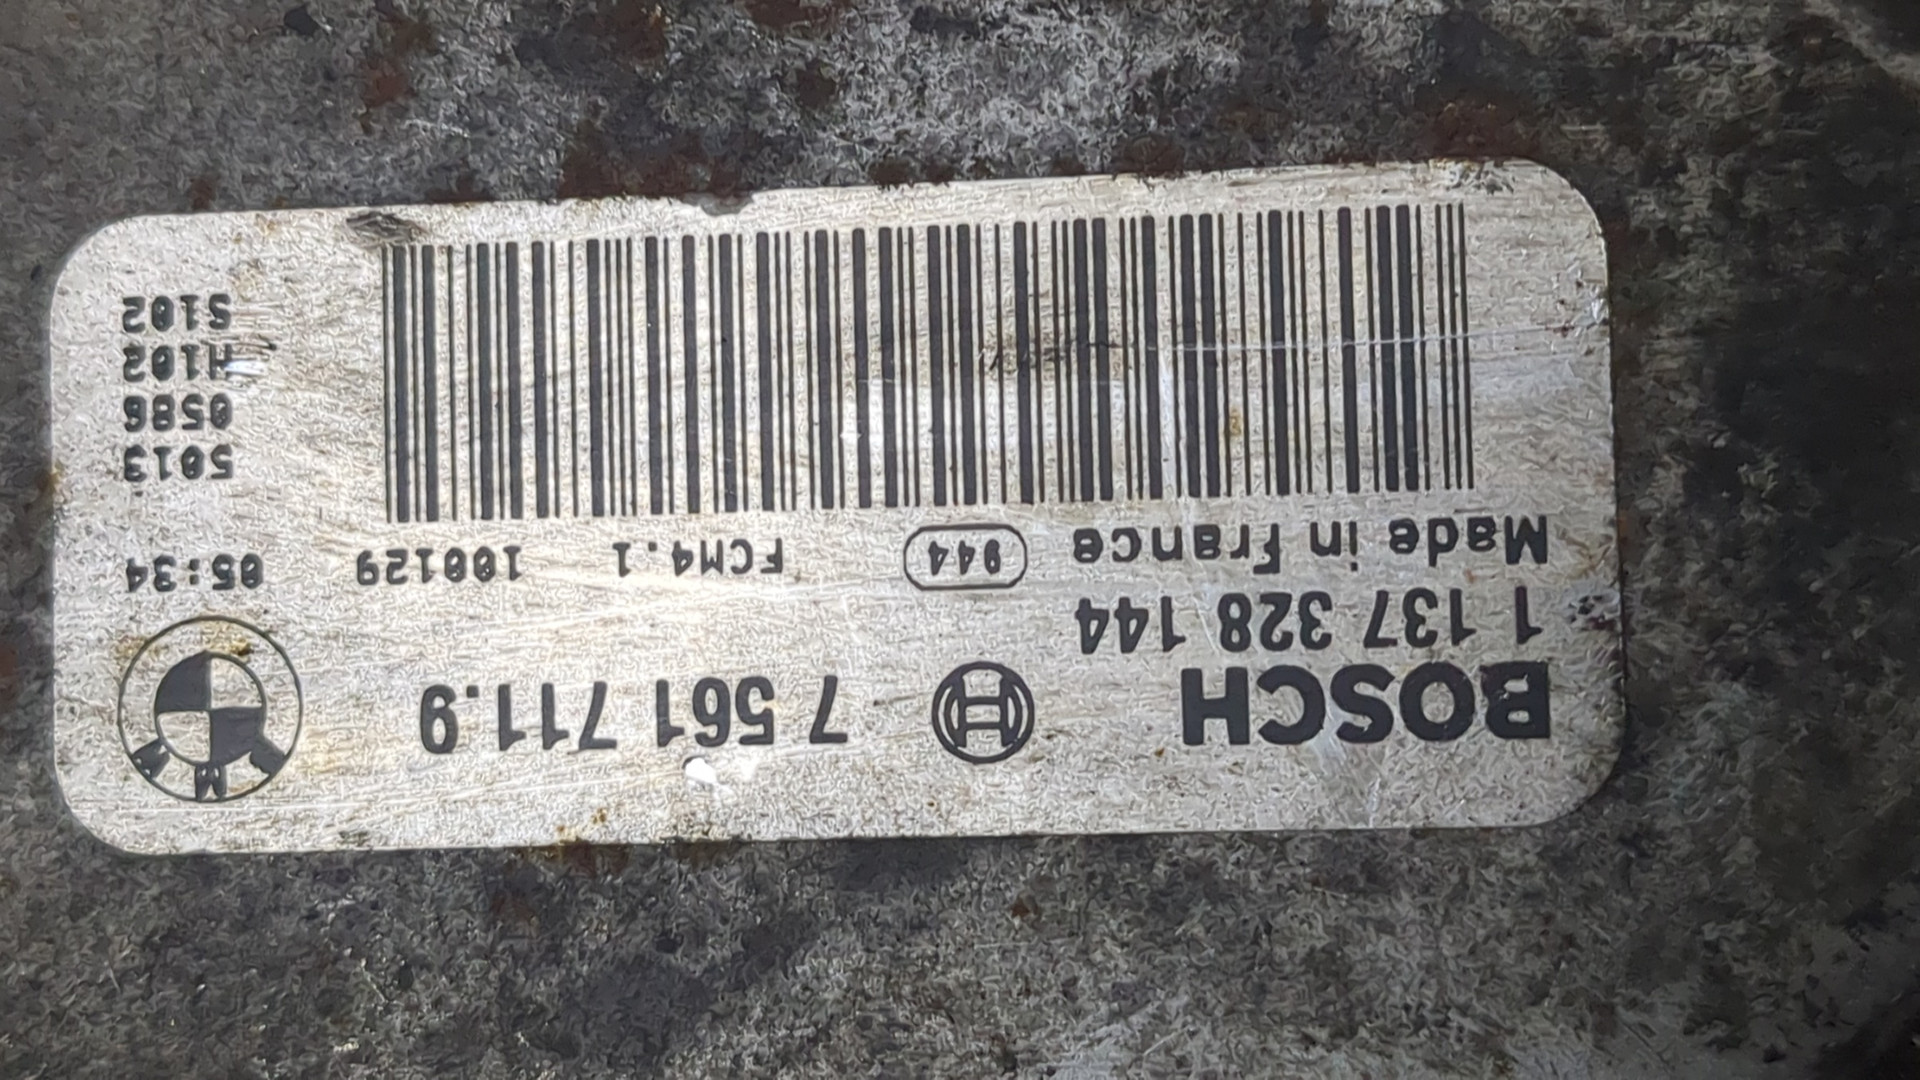 BOSCH 7 561 711.9 BMW
1 137 328 144
Made in France 944 FCM4.1 100129 05:34
5013
0586
H102
S102